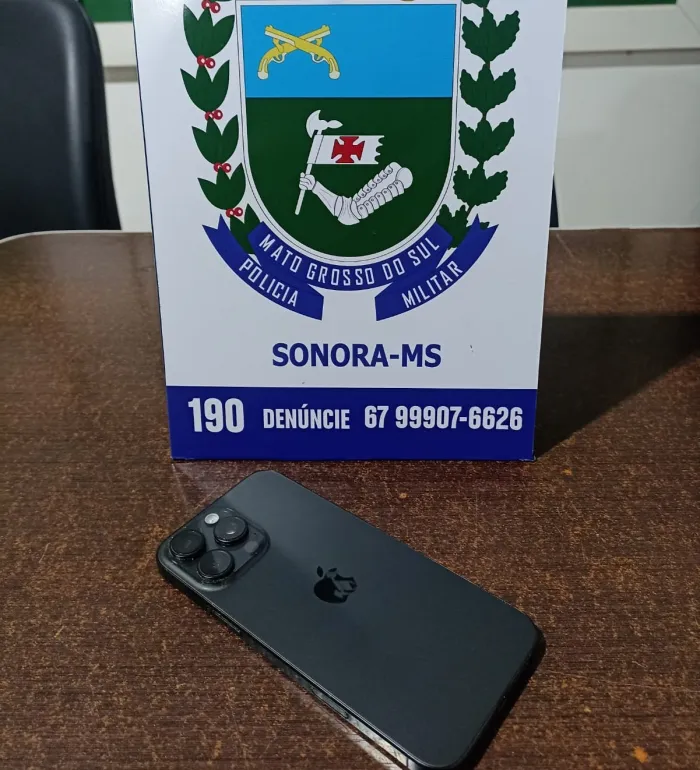 MATO GROSSO DO SUL
POLICIA MILITAR
SONORA-MS
190 DENÚNCIE 67 99907-6626